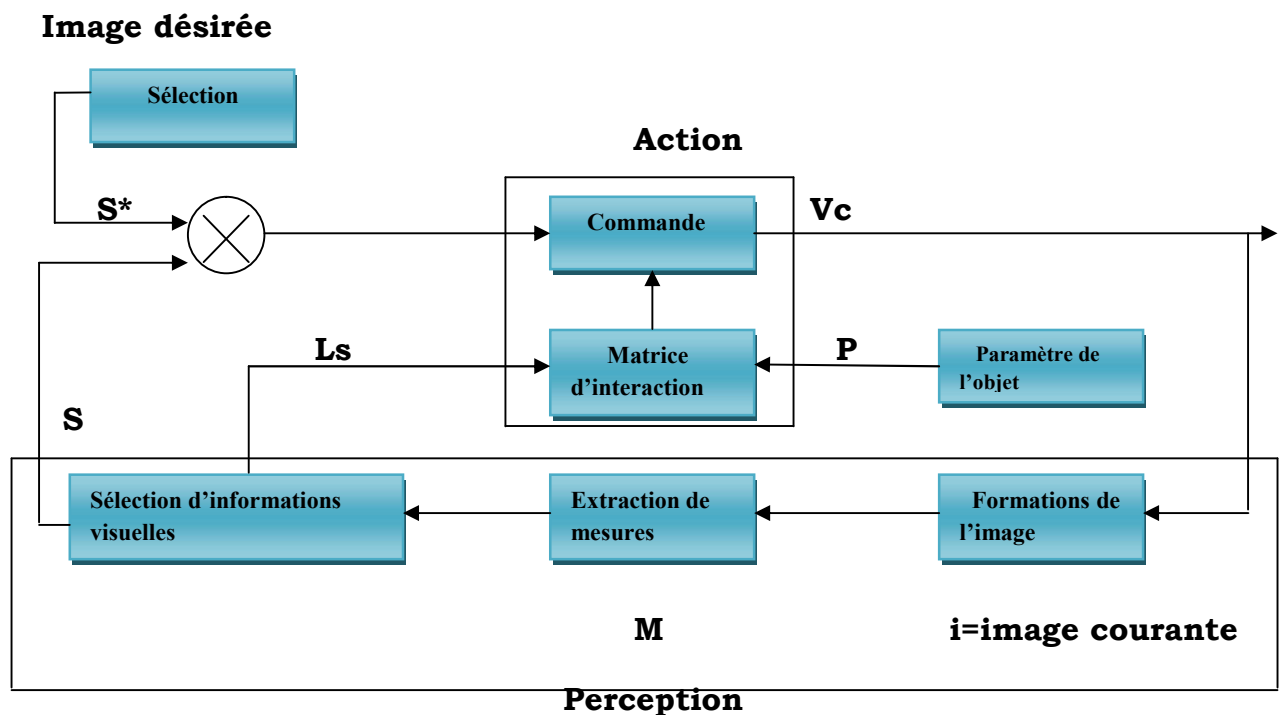 Image désirée
Sélection
Action
S*
Commande
Vc
Ls
Matrice
d'interaction
P
Paramètre de
l'objet
S
Sélection d'informations
visuelles
Extraction de
mesures
Formations de
l'image
M
i=image courante
Perception